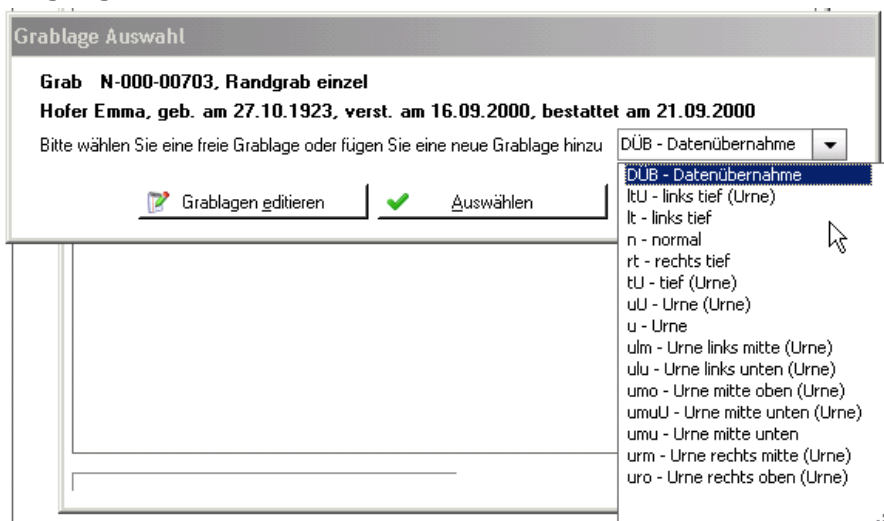 Grablage Auswahl
Grab N-000-00703, Randgrab einzel
Hofer Emma, geb. am 27.10.1923, verst. am 16.09.2000, bestattet am 21.09.2000
Bitte wählen Sie eine freie Grablage oder fügen Sie eine neue Grablage hinzu DÜB - Datenübernahme
Grablagen editieren Auswählen
DÜB - Datenübernahme
ltU - links tief (Urne)
lt - links tief
n - normal
rt - rechts tief
tU - tief (Urne)
uU - Urne (Urne)
u - Urne
ulm - Urne links mitte (Urne)
ulu - Urne links unten (Urne)
umo - Urne mitte oben (Urne)
umuU - Urne mitte unten (Urne)
umu - Urne mitte unten
urm - Urne rechts mitte (Urne)
uro - Urne rechts oben (Urne)